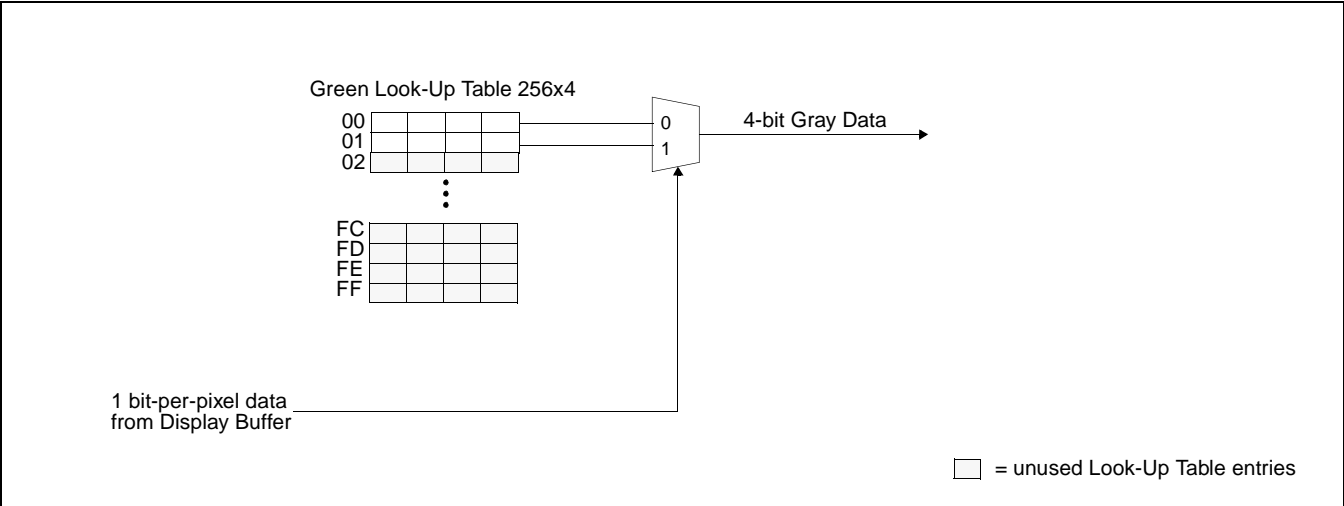 Green Look-Up Table 256x4
00
01
02
0
1
4-bit Gray Data
FC
FD
FE
FF
1 bit-per-pixel data
from Display Buffer
= unused Look-Up Table entries